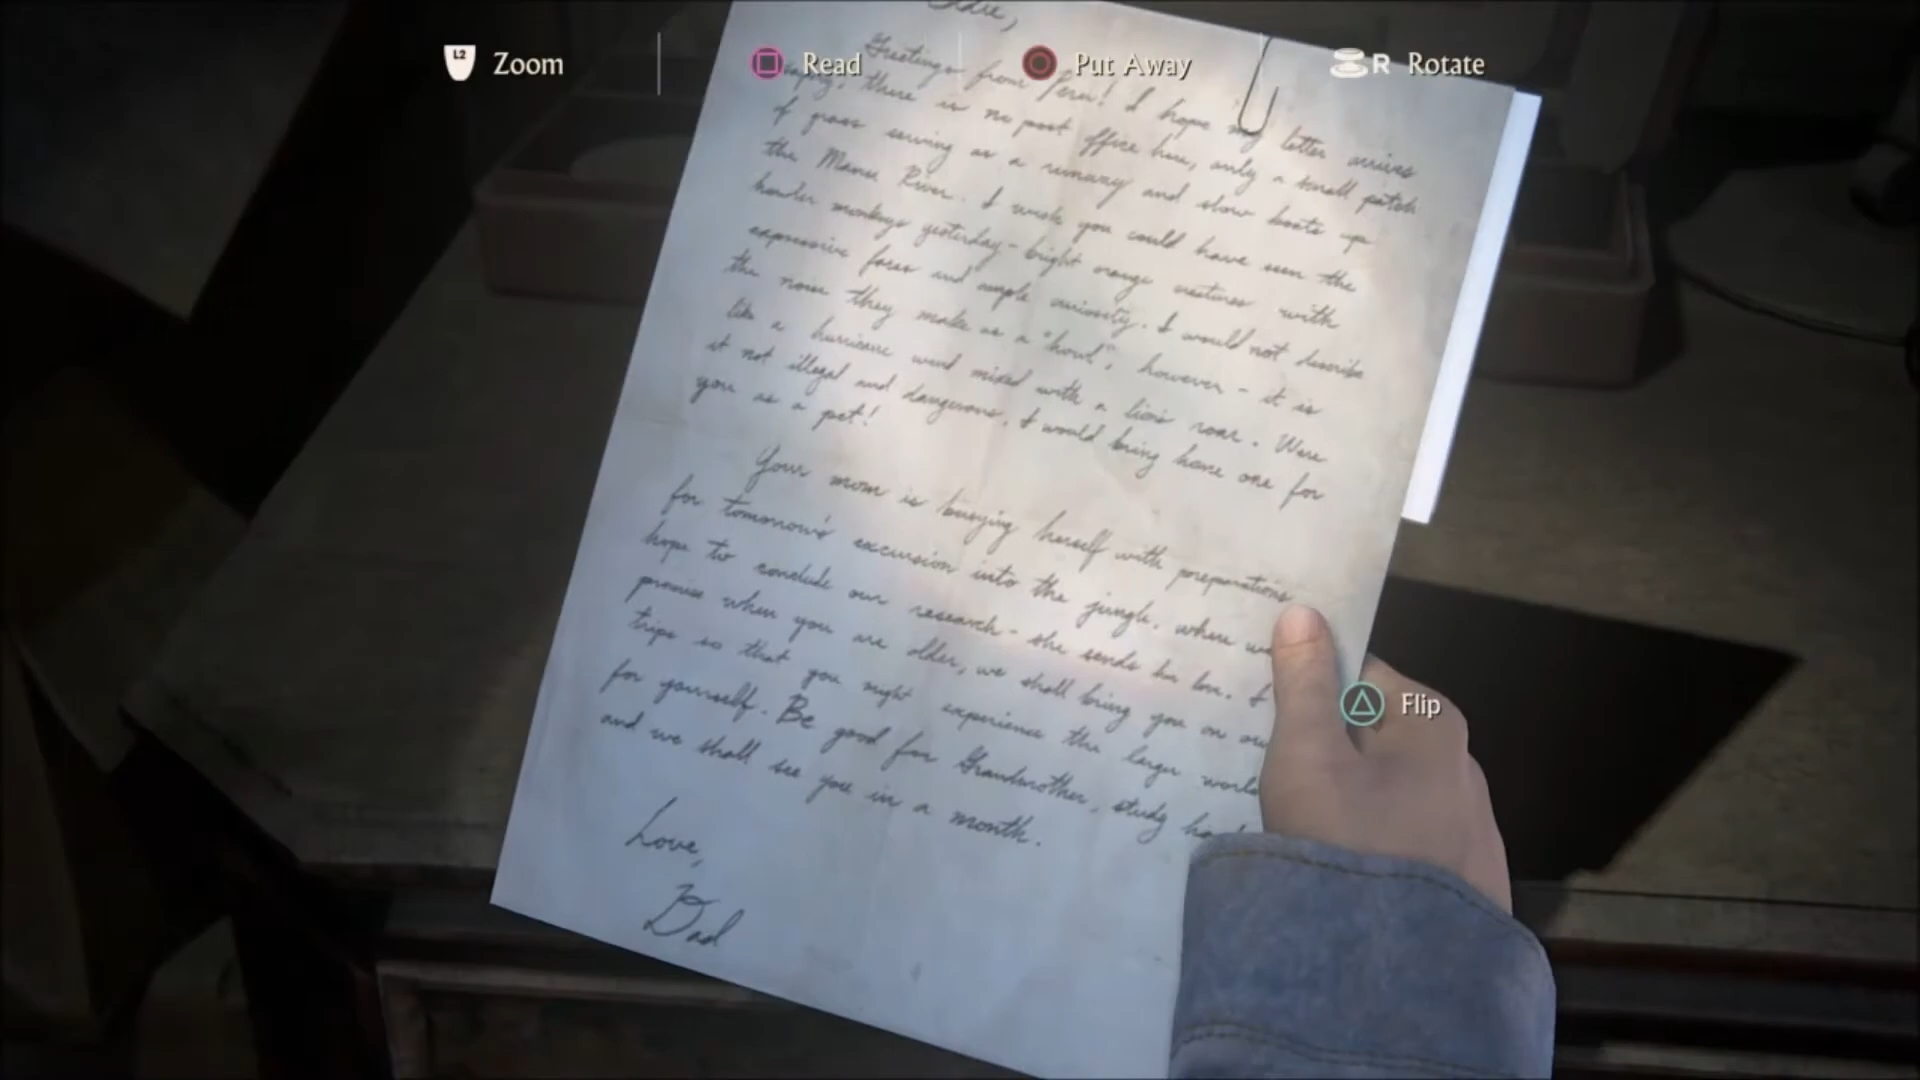 L2 Zoom
Read
Put Away
R Rotate
Greetings from Peru! I hope my letter arrives
there is no post office here, only a small patch
of grass serving as a runway and slow boats up
the Manu River. I wish you could have seen the
howler monkeys yesterday - bright orange creatures with
expressive faces and ample curiosity. I would not describe
the noise they make as a "howl", however - it is
like a hurricane wind mixed with a lion's roar. Were
it not illegal and dangerous, I would bring home one for
you as a pet!
Your mom is busying herself with preparations
for tomorrow's excursion into the jungle, where we
hope to conclude our research - she sends her love. I
promise when you are older, we shall bring you on our
trips so that you might experience the larger world
for yourself. Be good for Grandmother, study
and we shall see you in a month.
Love,
Dad
Flip